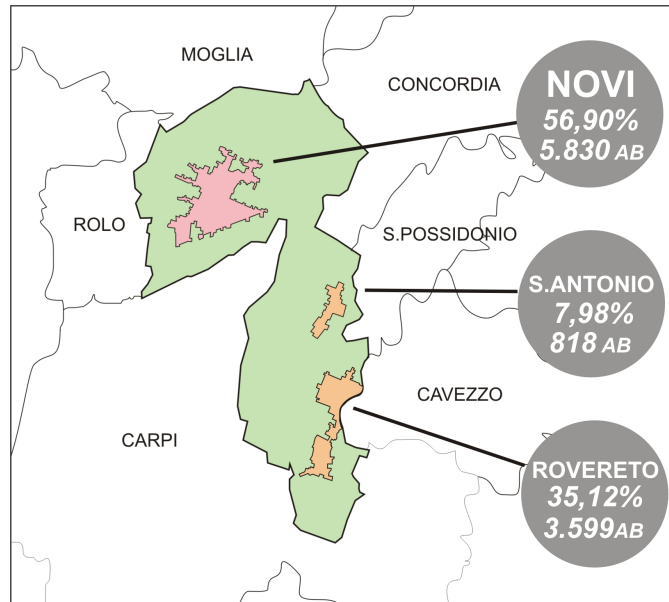 MOGLIA
CONCORDIA
NOVI
56,90%
5.830 AB
ROLO
S.POSSIDONIO
S.ANTONIO
7,98%
818 AB
CAVEZZO
CARPI
ROVERETO
35,12%
3.599AB